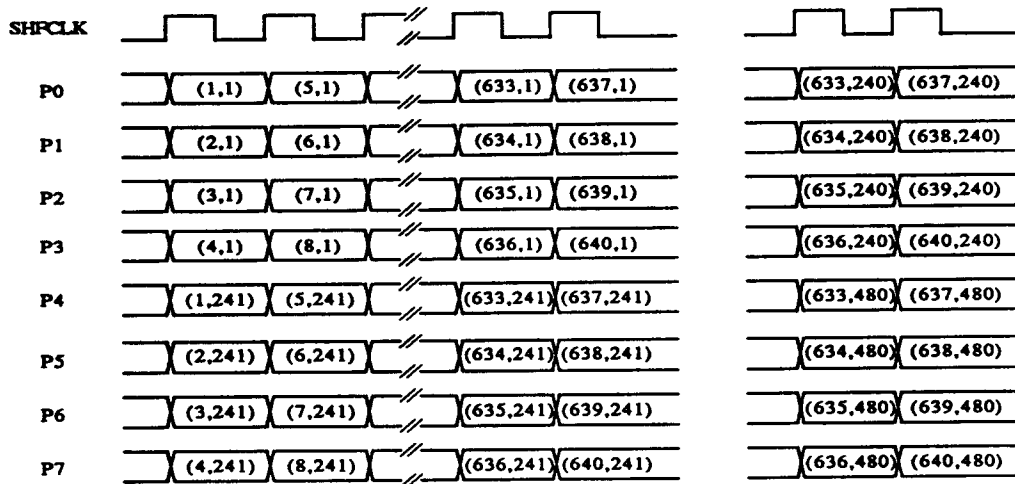 SHFCLK
P0 (1,1) (5,1) (633,1) (637,1) (633,240) (637,240)
P1 (2,1) (6,1) (634,1) (638,1) (634,240) (638,240)
P2 (3,1) (7,1) (635,1) (639,1) (635,240) (639,240)
P3 (4,1) (8,1) (636,1) (640,1) (636,240) (640,240)
P4 (1,241) (5,241) (633,241) (637,241) (633,480) (637,480)
P5 (2,241) (6,241) (634,241) (638,241) (634,480) (638,480)
P6 (3,241) (7,241) (635,241) (639,241) (635,480) (639,480)
P7 (4,241) (8,241) (636,241) (640,241) (636,480) (640,480)